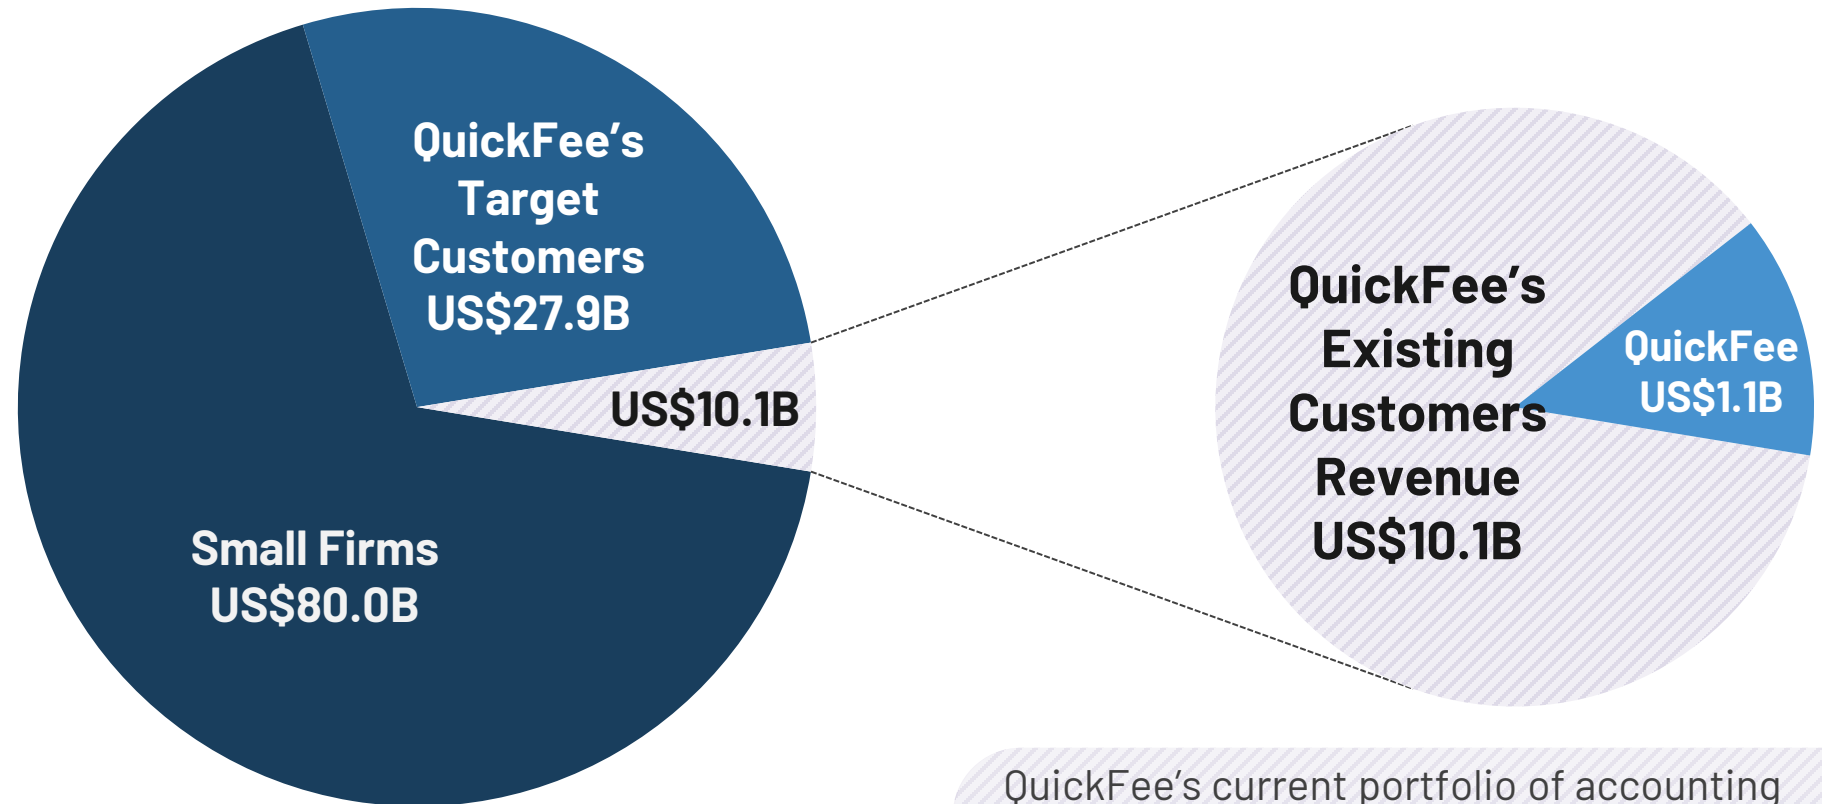 QuickFee’s
Target
Customers
US$27.9B
US$10.1B
Small Firms
US$80.0B
QuickFee’s
Existing
Customers
Revenue
US$10.1B
QuickFee
US$1.1B
QuickFee’s current portfolio of accounting